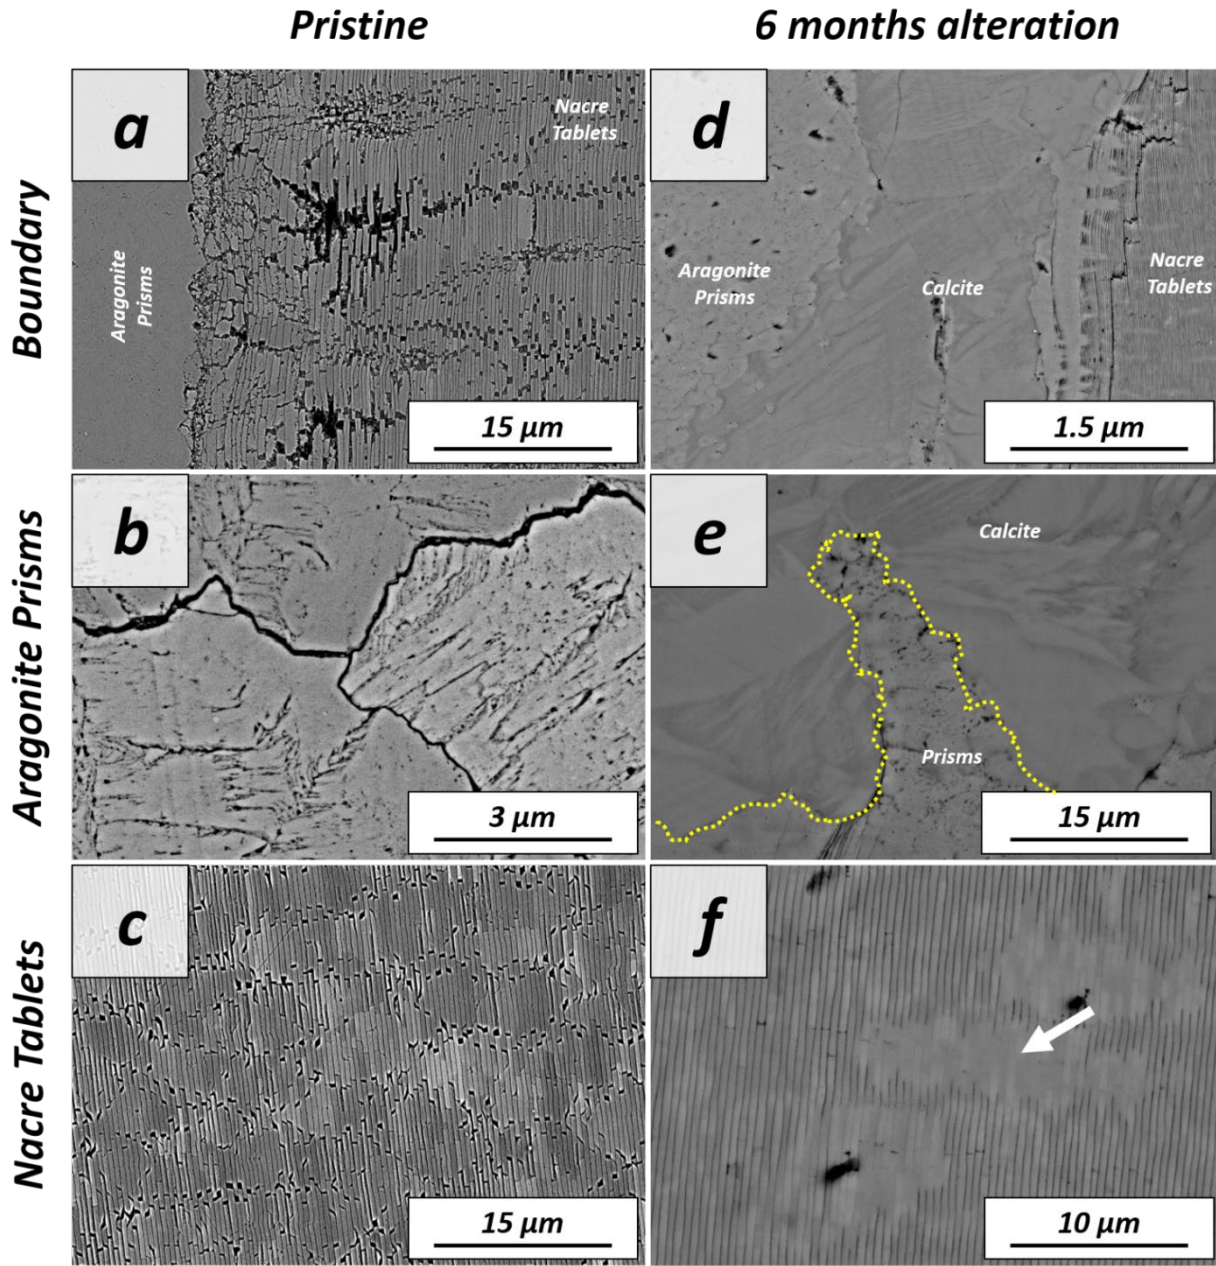 Pristine
6 months alteration
Boundary
a
Nacre
Tablets
Aragonite
Prisms
15 μm
d
Aragonite
Prisms
Calcite
Nacre
Tablets
1.5 μm
Aragonite Prisms
b
3 μm
e
Calcite
Prisms
15 μm
Nacre Tablets
c
15 μm
f
10 μm